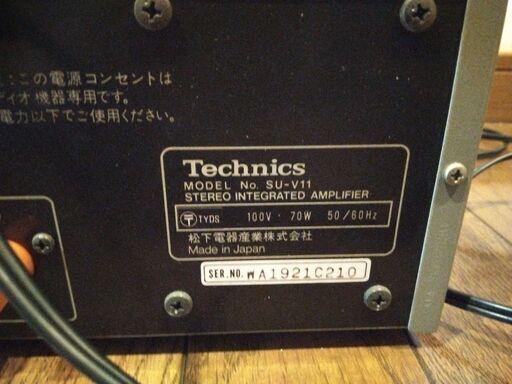 :この電源コンセントは
ディオ機器専用です。
電力以下でご使用ください。
Technics
MODEL No. SU-V11
STEREO INTEGRATED AMPLIFIER
〒 TYDS 100V · 70W 50/60Hz
松下電器産業株式会社
Made in Japan
SER.NO. WA1921C210